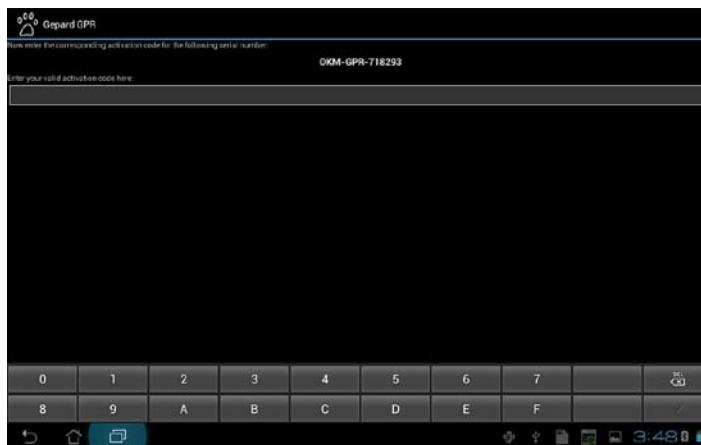 Gepard GPR
Now enter the corresponding activation code for the following serial number:
OKM-GPR-718293
Enter your valid activation code here:
0 1 2 3 4 5 6 7 DEL
8 9 A B C D E F
3:48